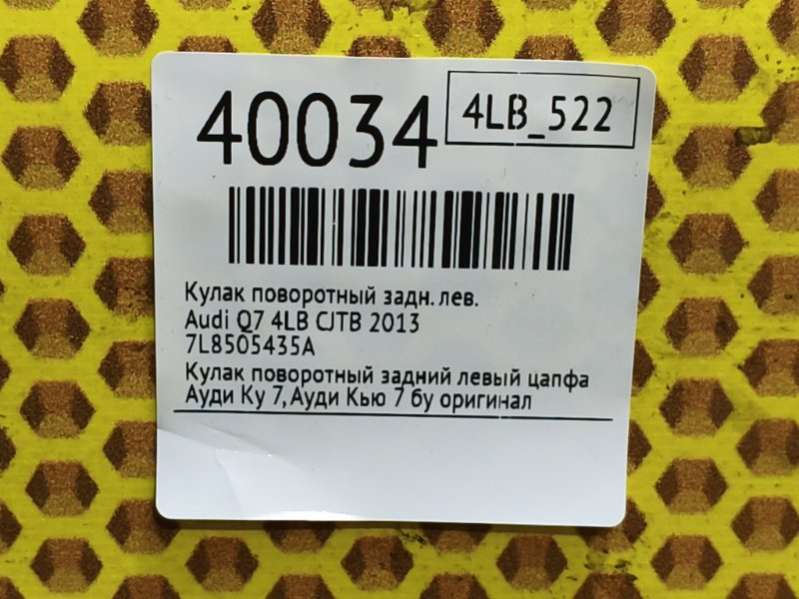 40034
4LB_522
Кулак поворотный задн. лев.
Audi Q7 4LB CJTB 2013
7L8505435A
Кулак поворотный задний левый цапфа
Ауди Ку 7, Ауди Кью 7 бу оригинал